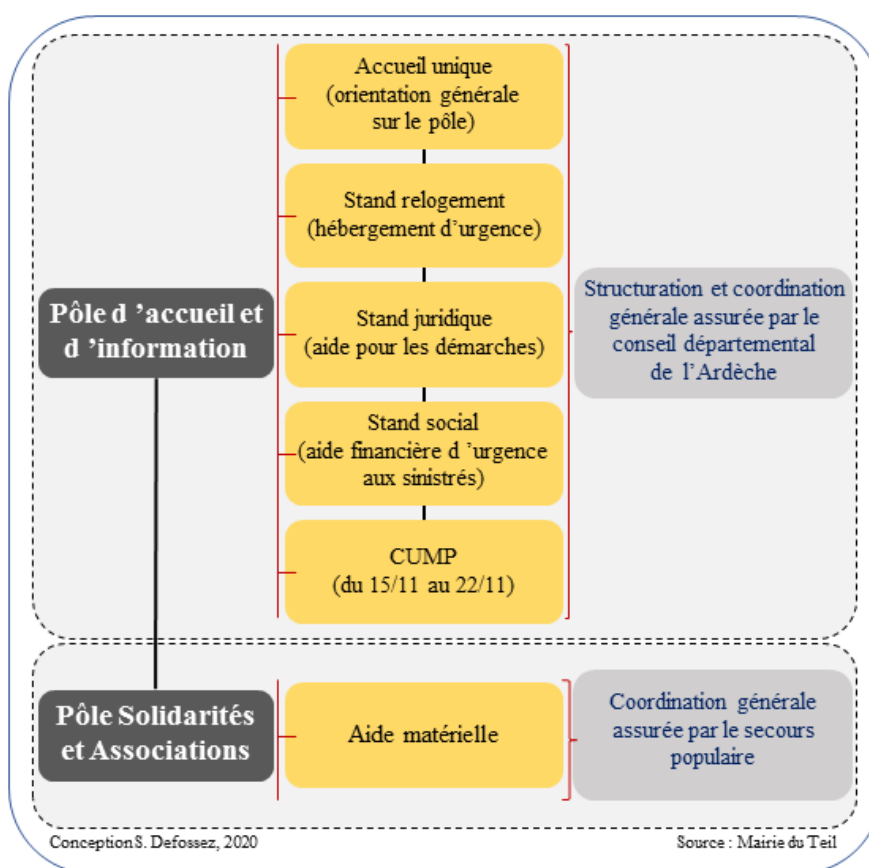 Accueil unique
(orientation générale
sur le pôle)
Stand relogement
(hébergement d’urgence)
Pôle d ’accueil et
d ’information
Stand juridique
(aide pour les démarches)
Structuration et coordination
générale assurée par le
conseil départemental
de l’Ardèche
Stand social
(aide financière d ’urgence
aux sinistrés)
CUMP
(du 15/11 au 22/11)
Pôle Solidarités
et Associations
Aide matérielle
Coordination générale
assurée par le secours
populaire
Conception S. Defossez, 2020
Source : Mairie du Teil